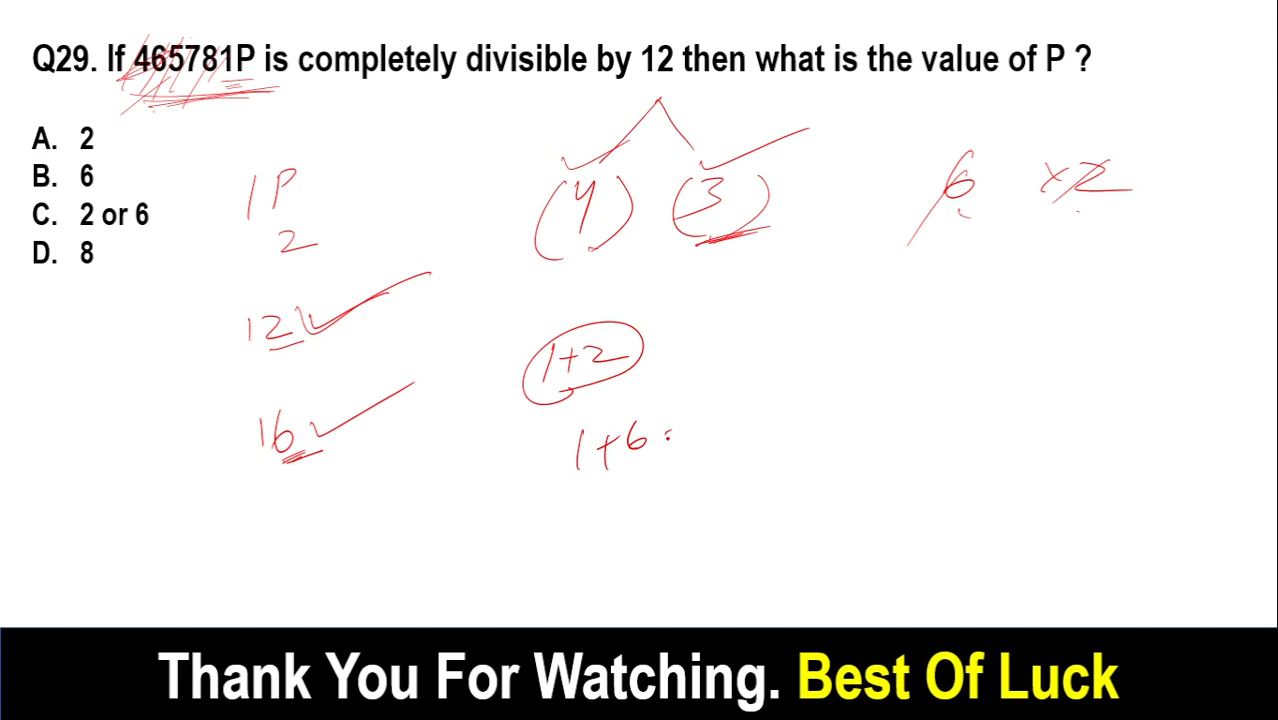 Q29. If 465781P is completely divisible by 12 then what is the value of P ?
A. 2
B. 6
C. 2 or 6
D. 8
1P
2
(4) (3)
6 × 2
12
1+2
16
1+6 =
Thank You For Watching. Best Of Luck